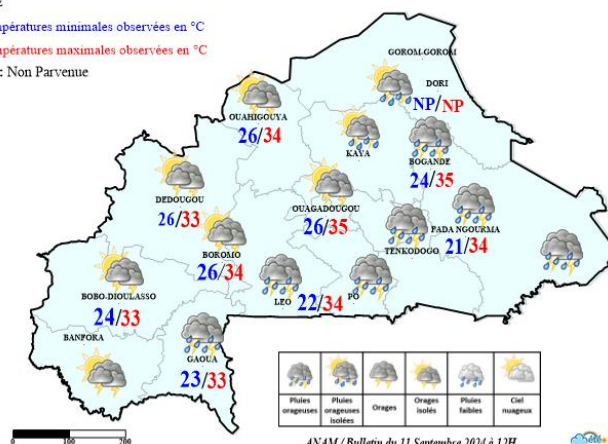 npératures minimales observées en °C
npératures maximales observées en °C
: Non Parvenue
GOROM-GOROM
DORI
NP/NP
OUAHIGOUYA
26/34
KAYA
BOGANDE
24/35
DEDOUGOU
26/33
OUAGADOUGOU
26/35
FADA NGOURMA
21/34
TENKODOGO
BOROMO
26/34
LEO
22/34
PO
BOBO-DIOULASSO
24/33
BANFORA
GAOUA
23/33
Pluies orageuses
Pluies orageuses isolées
Orages
Orages isolés
Pluies faibles
Ciel nuageux
0 100 200
ANAM / Bulletin du 11 Septembre 2024 à 12H